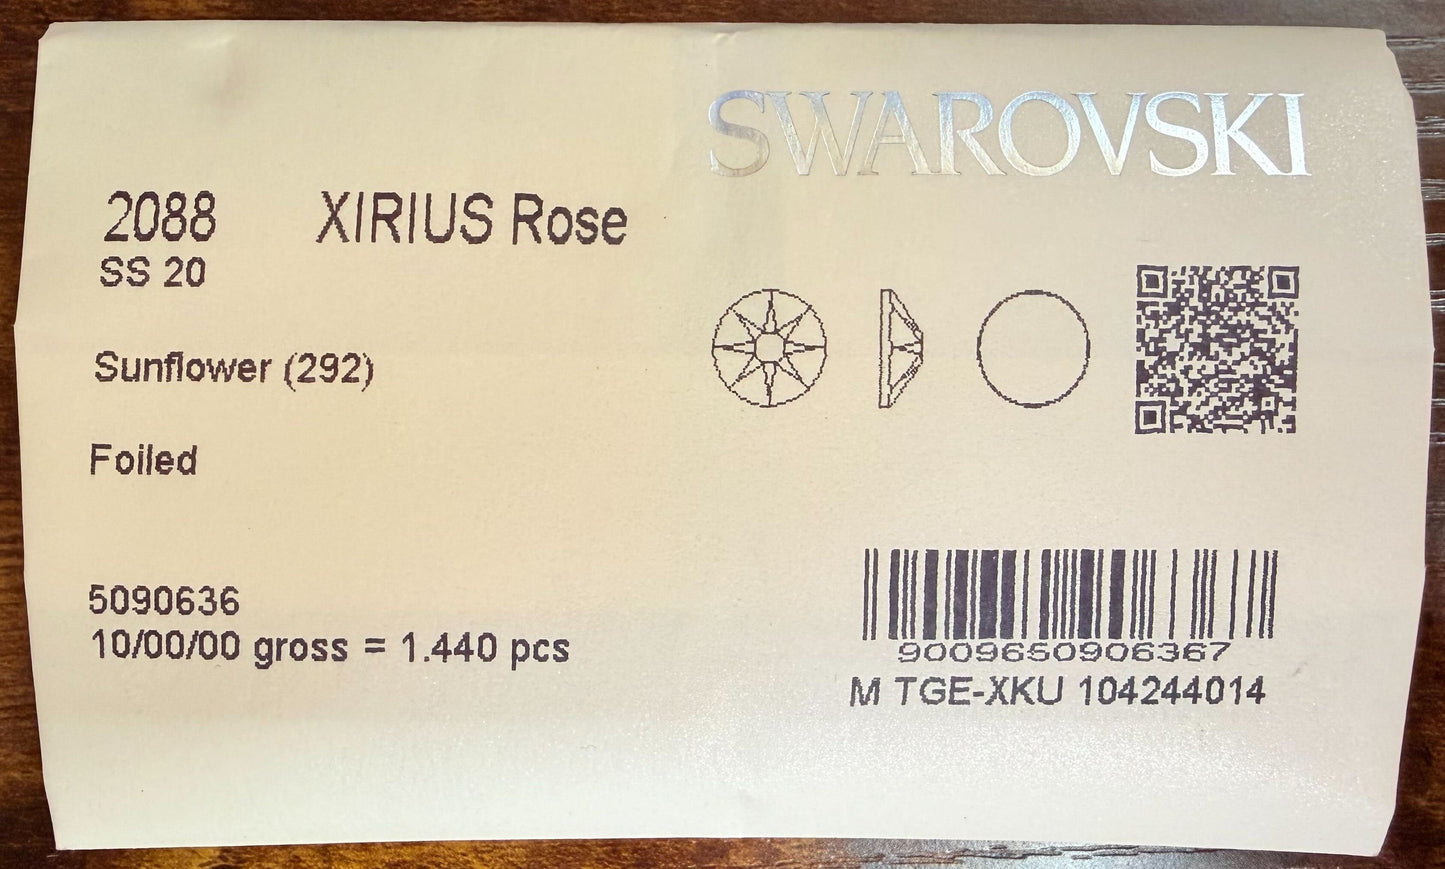 SWAROVSKI
2088 XIRIUS Rose
SS 20
Sunflower (292)
Foiled
5090636
10/00/00 gross = 1.440 pcs
9009650906367
M TGE-XKU 104244014